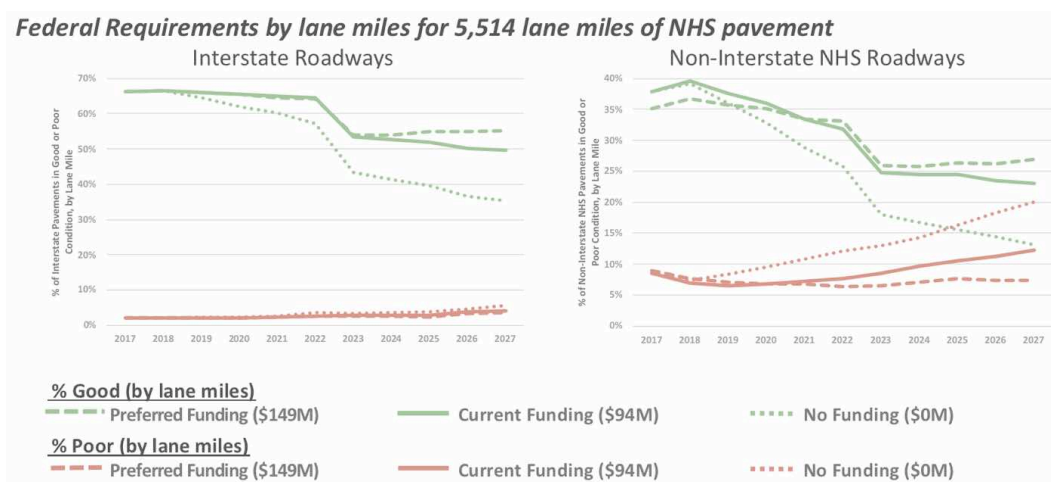 Federal Requirements by lane miles for 5,514 lane miles of NHS pavement
Interstate Roadways
% of Interstate Pavements in Good or Poor
Condition, by Lane Mile
70%
60%
50%
40%
30%
20%
10%
0%
2017 2018 2019 2020 2021 2022 2023 2024 2025 2026 2027
Non-Interstate NHS Roadways
% of Non-Interstate NHS Pavements in Good or
Poor Condition, by Lane Mile
40%
35%
30%
25%
20%
15%
10%
5%
0%
2017 2018 2019 2020 2021 2022 2023 2024 2025 2026 2027
% Good (by lane miles)
Preferred Funding ($149M) Current Funding ($94M) No Funding ($0M)
% Poor (by lane miles)
Preferred Funding ($149M) Current Funding ($94M) No Funding ($0M)